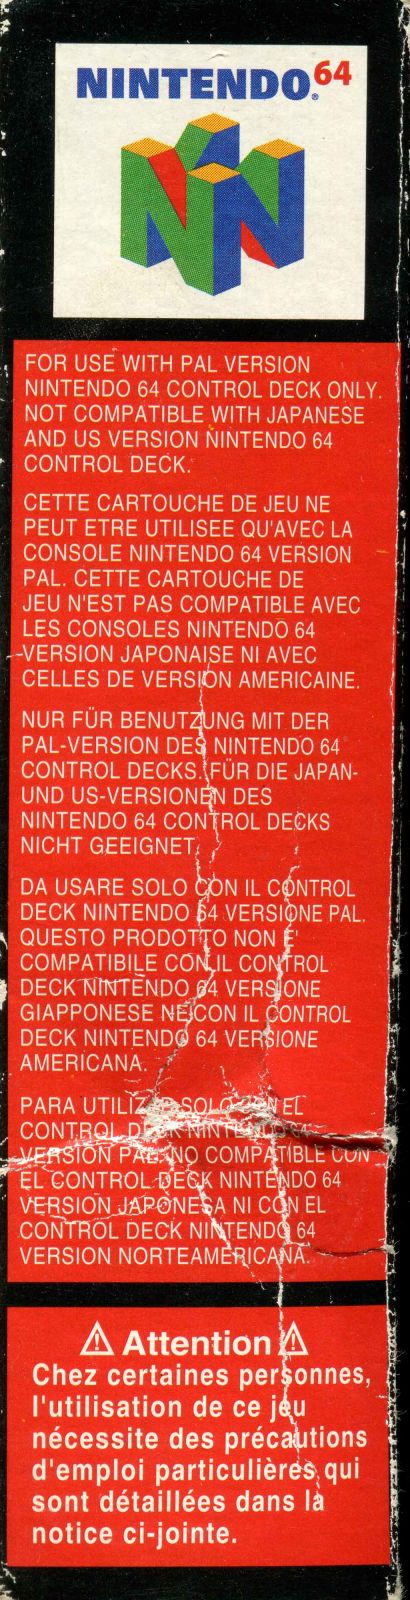 NINTENDO.64
FOR USE WITH PAL VERSION
NINTENDO 64 CONTROL DECK ONLY.
NOT COMPATIBLE WITH JAPANESE
AND US VERSION NINTENDO 64
CONTROL DECK.
CETTE CARTOUCHE DE JEU NE
PEUT ETRE UTILISEE QU'AVEC LA
CONSOLE NINTENDO 64 VERSION
PAL. CETTE CARTOUCHE DE
JEU N'EST PAS COMPATIBLE AVEC
LES CONSOLES NINTENDO 64
VERSION JAPONAISE NI AVEC
CELLES DE VERSION AMERICAINE.
NUR FÜR BENUTZUNG MIT DER
PAL-VERSION DES NINTENDO 64
CONTROL DECKS. FÜR DIE JAPAN-
UND US-VERSIONEN DES
NINTENDO 64 CONTROL DECKS
NICHT GEEIGNET.
DA USARE SOLO CON IL CONTROL
DECK NINTENDO 64 VERSIONE PAL.
QUESTO PRODOTTO NON E'
COMPATIBILE CON IL CONTROL
DECK NINTENDO 64 VERSIONE
GIAPPONESE NE CON IL CONTROL
DECK NINTENDO 64 VERSIONE
AMERICANA.
PARA UTILIZAR SOLO CON EL
CONTROL DECK NINTENDO 64
VERSION PAL. NO COMPATIBLE CON
EL CONTROL DECK NINTENDO 64
VERSION JAPONESA NI CON EL
CONTROL DECK NINTENDO 64
VERSION NORTEAMERICANA.
⚠ Attention ⚠
Chez certaines personnes,
l'utilisation de ce jeu
nécessite des précautions
d'emploi particulières qui
sont détaillées dans la
notice ci-jointe.